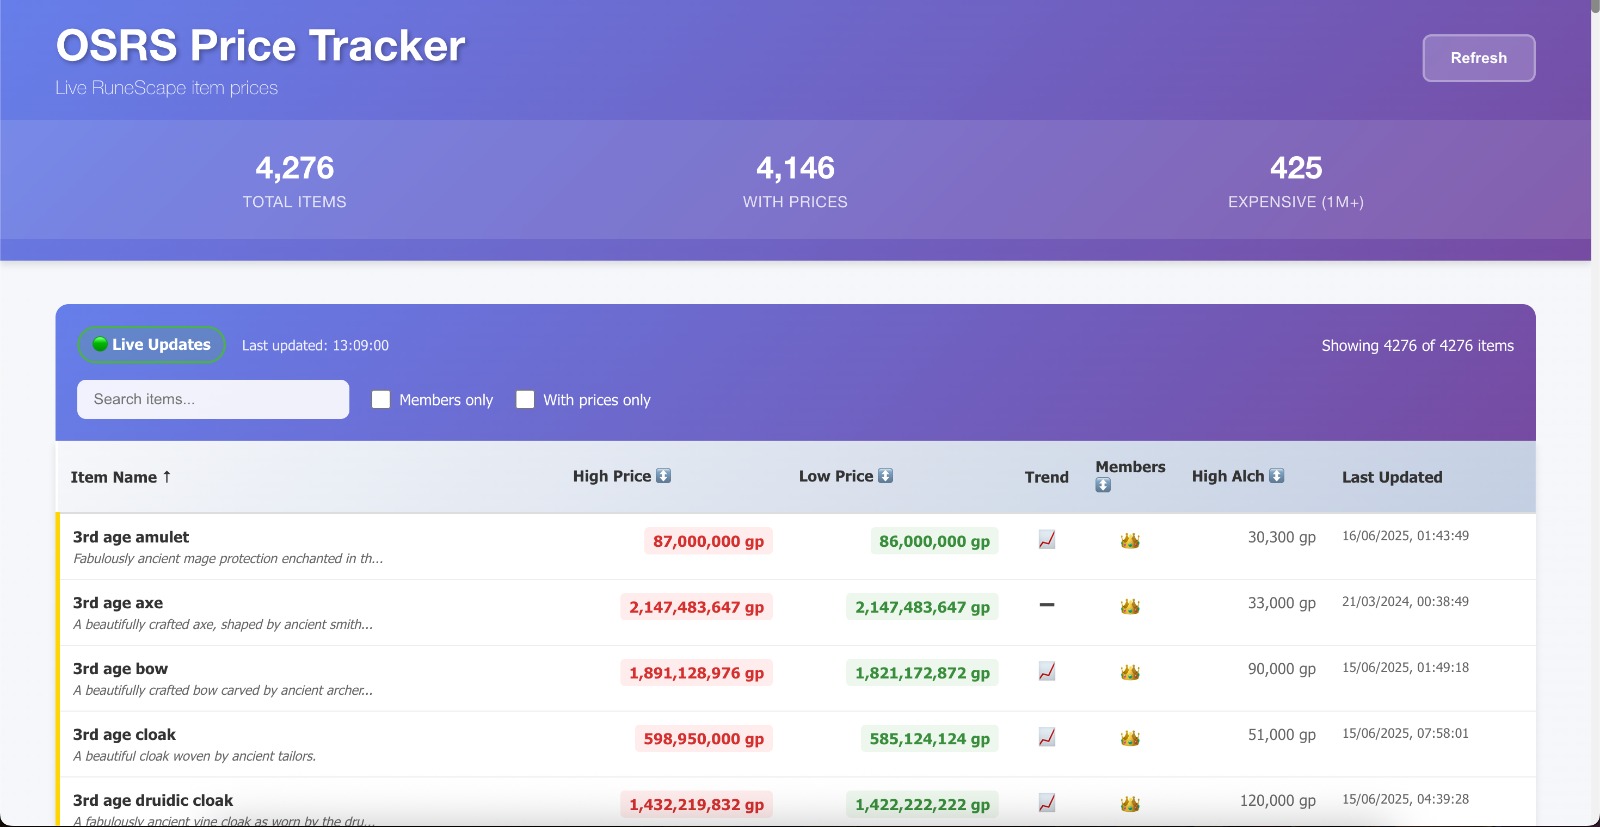 OSRS Price Tracker
Live RuneScape item prices
Refresh
4,276
TOTAL ITEMS
4,146
WITH PRICES
425
EXPENSIVE (1M+)
Live Updates
Last updated: 13:09:00
Showing 4276 of 4276 items
Search items...
Members only
With prices only
Item Name ↑
High Price ↕
Low Price ↕
Trend
Members ↕
High Alch ↕
Last Updated
3rd age amulet
Fabulously ancient mage protection enchanted in th...
87,000,000 gp
86,000,000 gp
30,300 gp
16/06/2025, 01:43:49
3rd age axe
A beautifully crafted axe, shaped by ancient smith...
2,147,483,647 gp
2,147,483,647 gp
—
33,000 gp
21/03/2024, 00:38:49
3rd age bow
A beautifully crafted bow carved by ancient archer...
1,891,128,976 gp
1,821,172,872 gp
90,000 gp
15/06/2025, 01:49:18
3rd age cloak
A beautiful cloak woven by ancient tailors.
598,950,000 gp
585,124,124 gp
51,000 gp
15/06/2025, 07:58:01
3rd age druidic cloak
A fabulously ancient vine cloak as worn by the dru...
1,432,219,832 gp
1,422,222,222 gp
120,000 gp
15/06/2025, 04:39:28